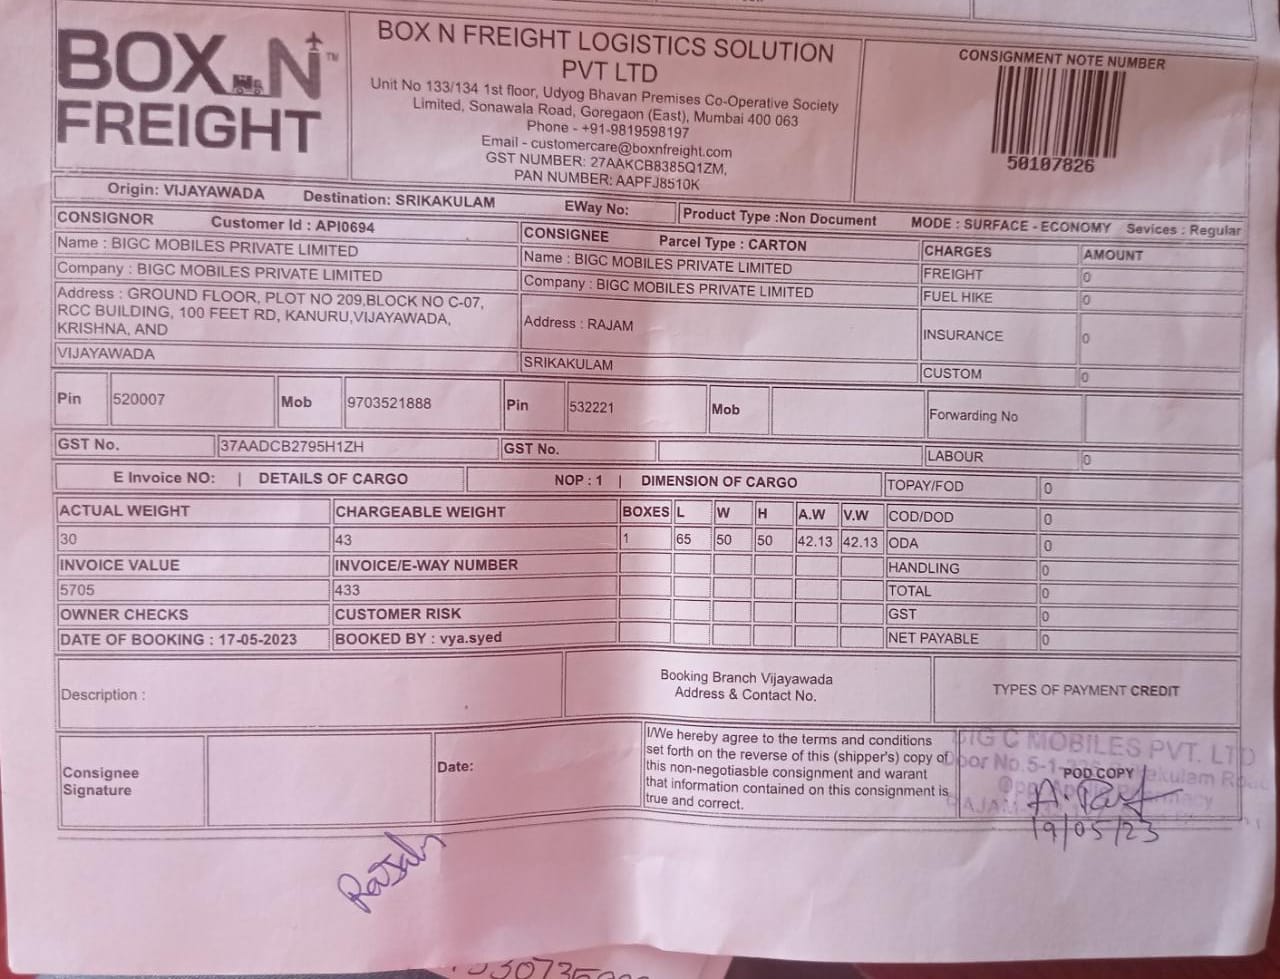 BOX N™
FREIGHT
BOX N FREIGHT LOGISTICS SOLUTION
PVT LTD
Unit No 133/134 1st floor, Udyog Bhavan Premises Co-Operative Society
Limited, Sonawala Road, Goregaon (East), Mumbai 400 063
Phone - +91-9819598197
Email - customercare@boxnfreight.com
GST NUMBER: 27AAKCB8385Q1ZM,
PAN NUMBER: AAPFJ8510K
CONSIGNMENT NOTE NUMBER
50107826
Origin: VIJAYAWADA Destination: SRIKAKULAM EWay No: Product Type :Non Document MODE : SURFACE - ECONOMY Sevices : Regular
CONSIGNOR Customer Id : API0694 CONSIGNEE Parcel Type : CARTON CHARGES AMOUNT
Name : BIGC MOBILES PRIVATE LIMITED Name : BIGC MOBILES PRIVATE LIMITED FREIGHT 0
Company : BIGC MOBILES PRIVATE LIMITED Company : BIGC MOBILES PRIVATE LIMITED FUEL HIKE 0
Address : GROUND FLOOR, PLOT NO 209,BLOCK NO C-07,
RCC BUILDING, 100 FEET RD, KANURU,VIJAYAWADA,
KRISHNA, AND
Address : RAJAM INSURANCE 0
VIJAYAWADA SRIKAKULAM CUSTOM 0
Pin 520007 Mob 9703521888 Pin 532221 Mob Forwarding No
GST No. 37AADCB2795H1ZH GST No. LABOUR 0
E Invoice NO: | DETAILS OF CARGO NOP : 1 | DIMENSION OF CARGO TOPAY/FOD 0
ACTUAL WEIGHT CHARGEABLE WEIGHT BOXES L W H A.W V.W COD/DOD 0
30 43 1 65 50 50 42.13 42.13 ODA 0
INVOICE VALUE INVOICE/E-WAY NUMBER HANDLING 0
5705 433 TOTAL 0
OWNER CHECKS CUSTOMER RISK GST 0
DATE OF BOOKING : 17-05-2023 BOOKED BY : vya.syed NET PAYABLE 0
Description :
Booking Branch Vijayawada
Address & Contact No.
TYPES OF PAYMENT CREDIT
Consignee
Signature
Date:
I/We hereby agree to the terms and conditions
set forth on the reverse of this (shipper's) copy of
this non-negotiasble consignment and warant
that information contained on this consignment is
true and correct.
BIG C MOBILES PVT. LTD
Door No.5-1- Srikakulam Road
POD COPY
RAJAM
19/05/23